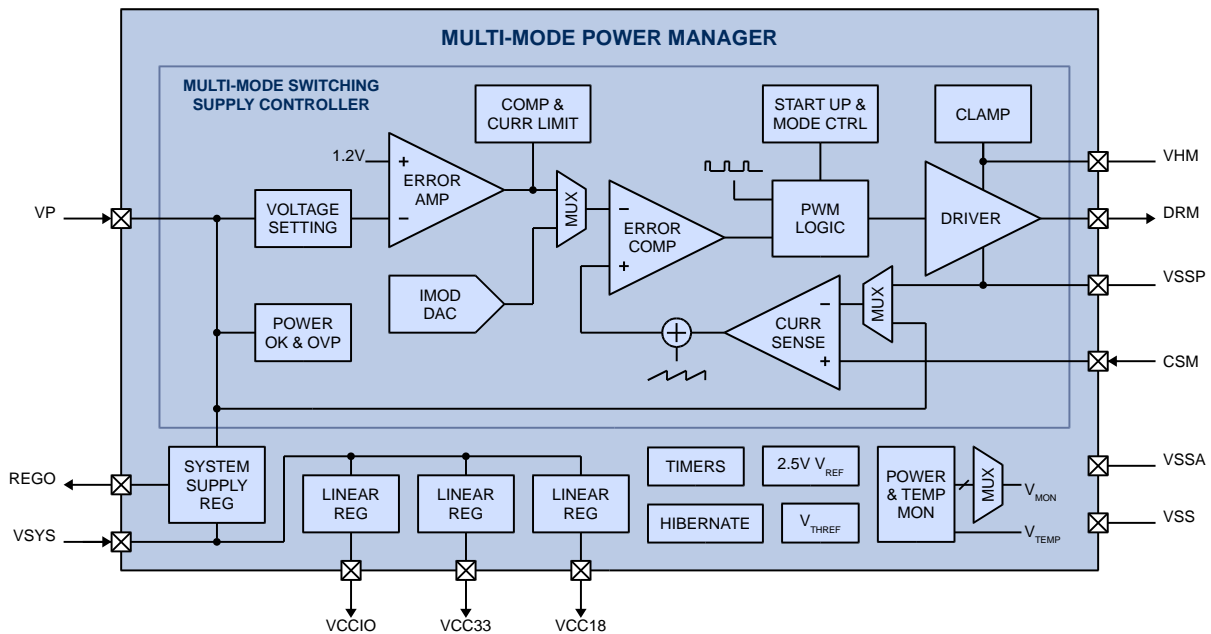 MULTI-MODE POWER MANAGER
MULTI-MODE SWITCHING
SUPPLY CONTROLLER
COMP &
CURR LIMIT
START UP &
MODE CTRL
CLAMP
1.2V
+
ERROR
AMP
−
MUX
VHM
VP
VOLTAGE
SETTING
−
ERROR
COMP
+
PWM
LOGIC
DRIVER
DRM
IMOD
DAC
MUX
VSSP
POWER
OK & OVP
+
−
CURR
SENSE
+
CSM
REGO
SYSTEM
SUPPLY
REG
LINEAR
REG
LINEAR
REG
LINEAR
REG
TIMERS
2.5V VREF
POWER
& TEMP
MON
MUX
VMON
VSSA
HIBERNATE
VTHREF
VTEMP
VSS
VSYS
VCCIO
VCC33
VCC18